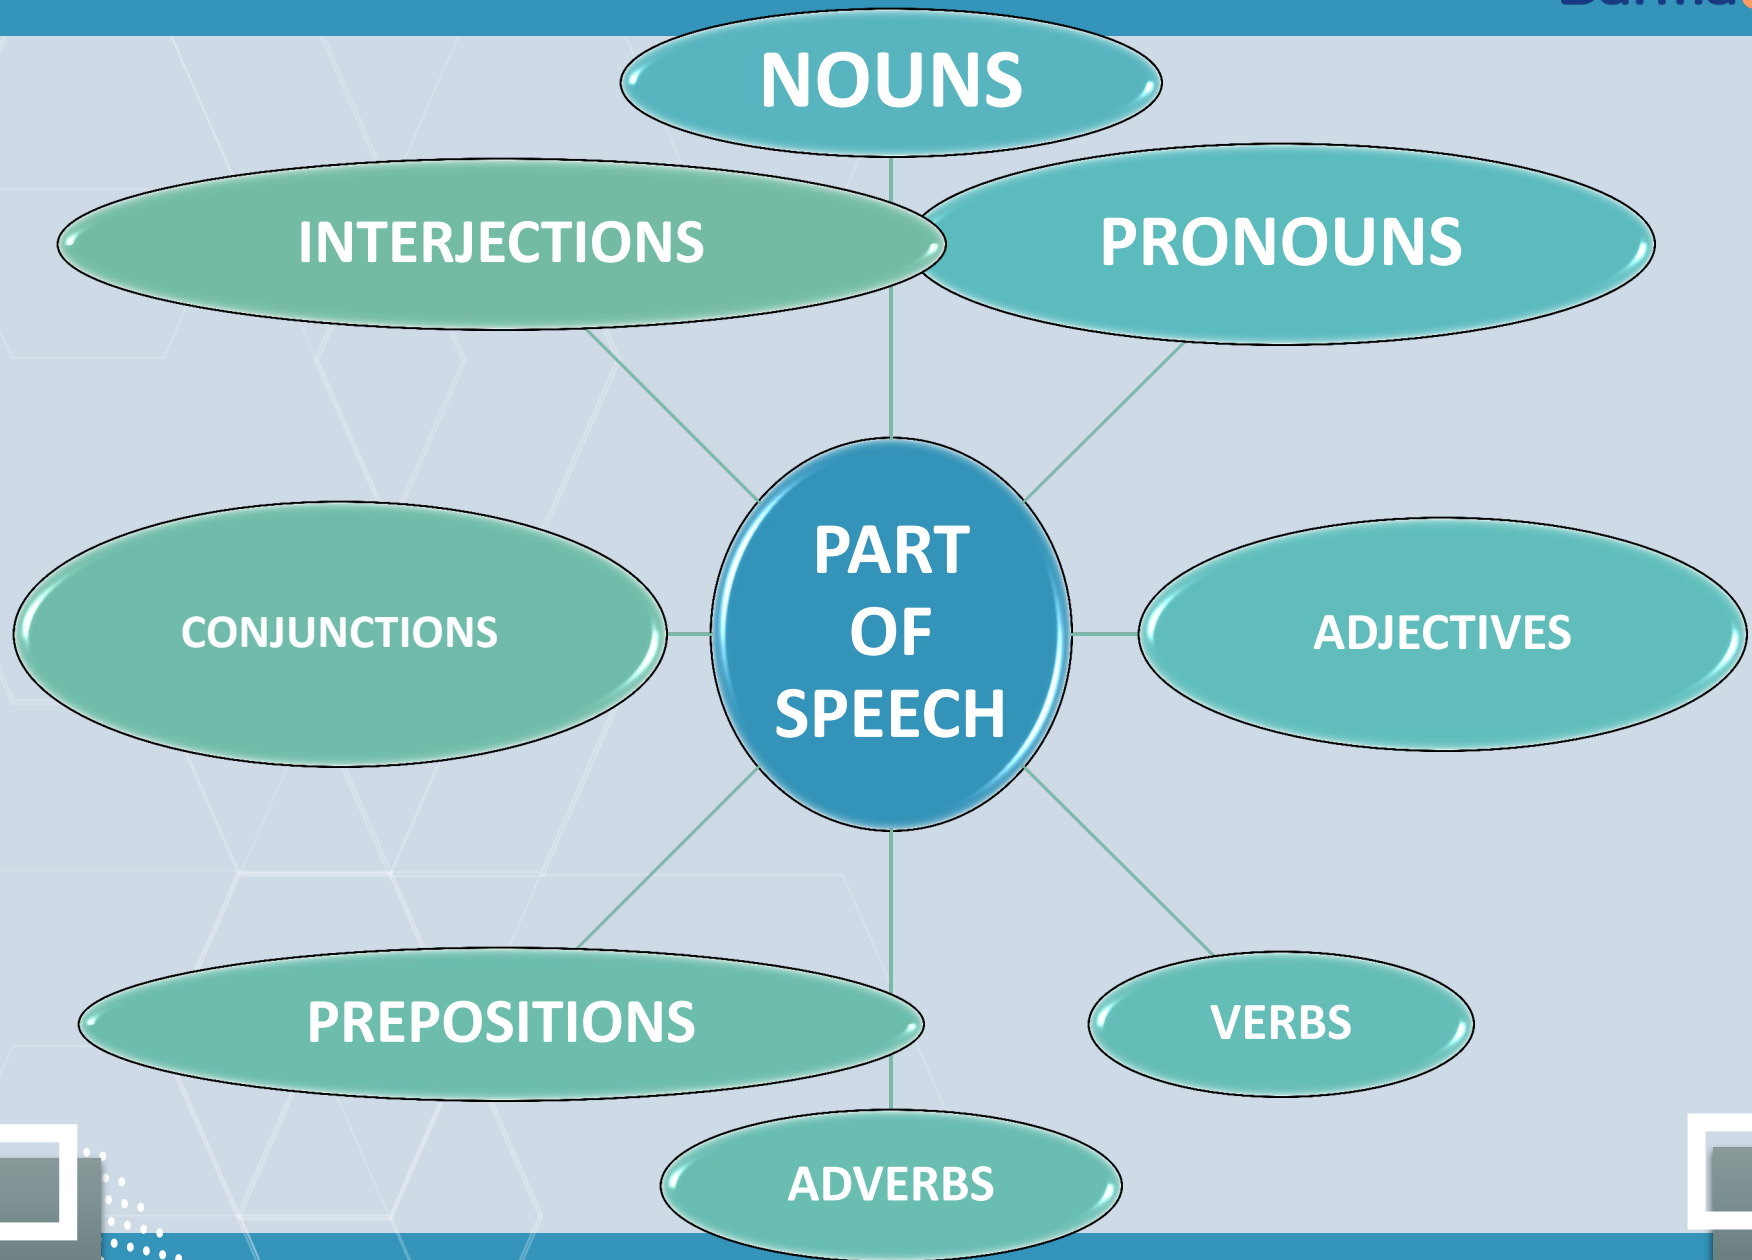 NOUNS
INTERJECTIONS
PRONOUNS
PART
OF
SPEECH
CONJUNCTIONS
ADJECTIVES
PREPOSITIONS
VERBS
ADVERBS